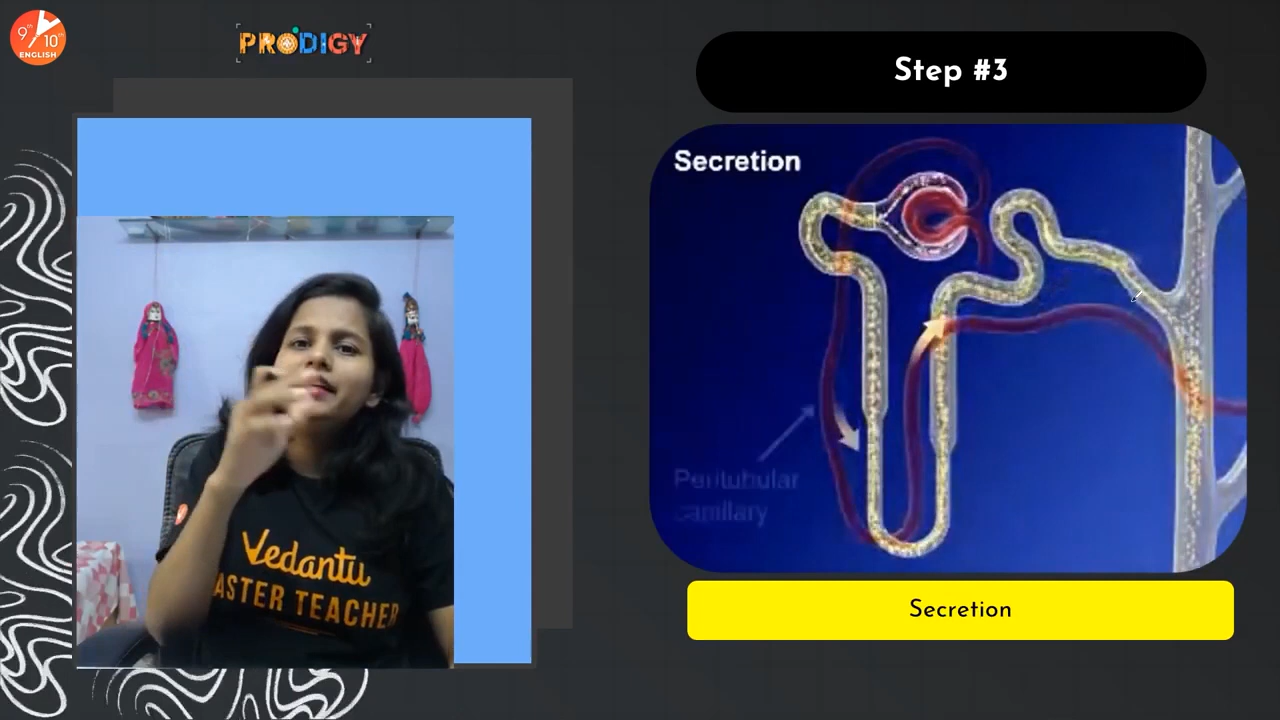 9th 10th
ENGLISH
PRODIGY
Step #3
Secretion
Peritubular
capillary
Vedantu
ASTER TEACHER
Secretion